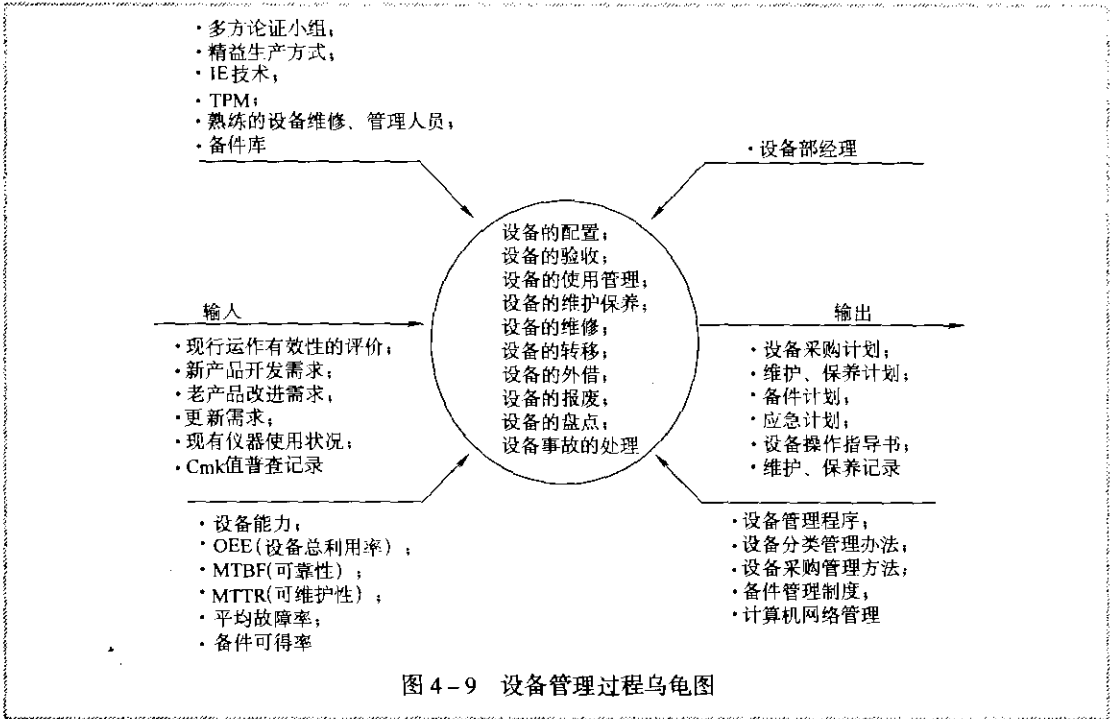 · 多方论证小组；
· 精益生产方式；
· IE技术；
· TPM；
· 熟练的设备维修、管理人员；
· 备件库
· 设备部经理
设备的配置；
设备的验收；
设备的使用管理；
设备的维护保养；
设备的维修；
设备的转移；
设备的外借；
设备的报废；
设备的盘点；
设备事故的处理
输人
· 现行运作有效性的评价；
· 新产品开发需求；
· 老产品改进需求；
· 更新需求；
· 现有仪器使用状况；
· Cmk值普查记录
输出
· 设备采购计划；
· 维护、保养计划；
· 备件计划；
· 应急计划；
· 设备操作指导书；
· 维护、保养记录
· 设备能力；
· OEE(设备总利用率)；
· MTBF(可靠性)；
· MTTR(可维护性)；
· 平均故障率；
· 备件可得率
· 设备管理程序；
· 设备分类管理办法；
· 设备采购管理方法；
· 备件管理制度；
· 计算机网络管理
图 4-9 设备管理过程乌龟图